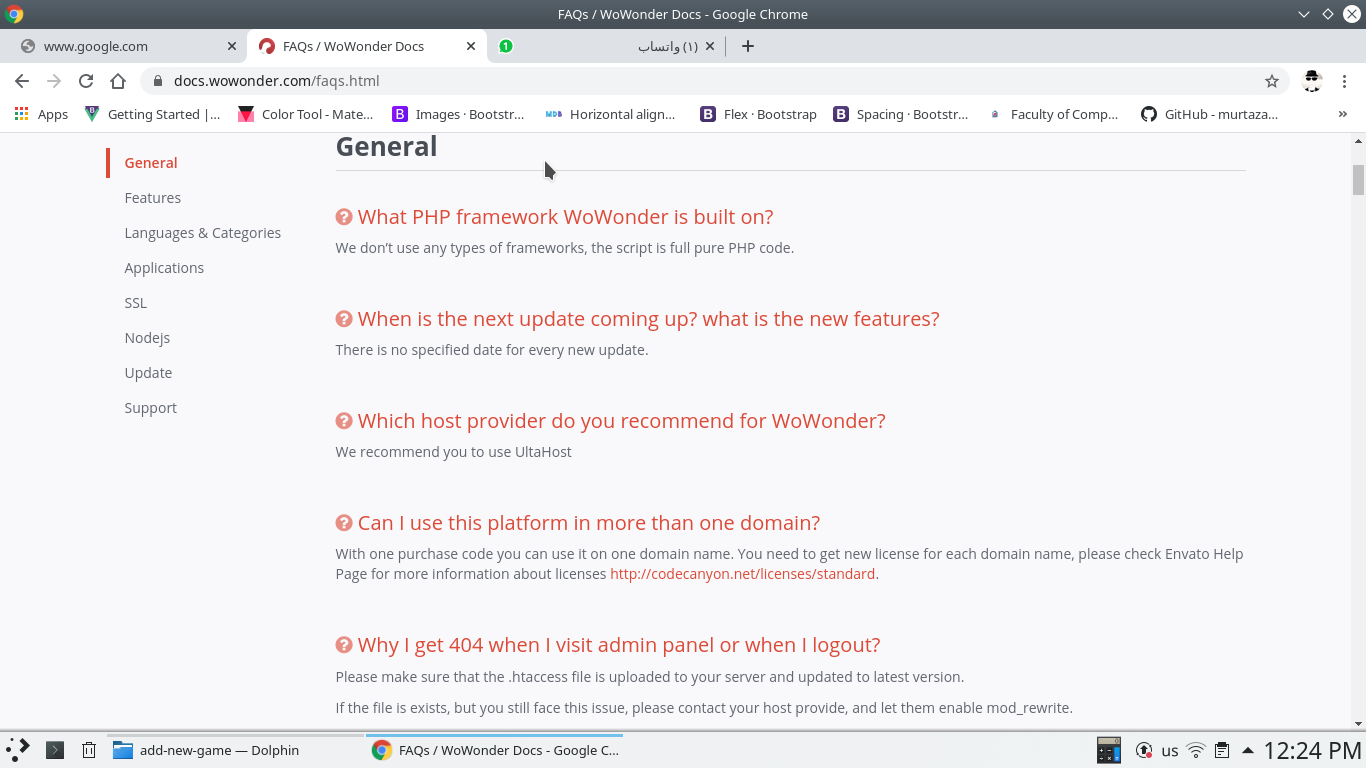 FAQs / WoWonder Docs - Google Chrome
www.google.com
FAQs / WoWonder Docs
1
(١) واتساب
docs.wowonder.com/faqs.html
Apps
Getting Started |...
Color Tool - Mate...
Images · Bootstr...
MDB
Horizontal align...
B
Flex · Bootstrap
B
Spacing · Bootstr...
Faculty of Comp...
GitHub - murtaza...
»
General
Features
Languages & Categories
Applications
SSL
Nodejs
Update
Support
General
What PHP framework WoWonder is built on?
We don’t use any types of frameworks, the script is full pure PHP code.
When is the next update coming up? what is the new features?
There is no specified date for every new update.
Which host provider do you recommend for WoWonder?
We recommend you to use UltaHost
Can I use this platform in more than one domain?
With one purchase code you can use it on one domain name. You need to get new license for each domain name, please check Envato Help
Page for more information about licenses http://codecanyon.net/licenses/standard.
Why I get 404 when I visit admin panel or when I logout?
Please make sure that the .htaccess file is uploaded to your server and updated to latest version.
If the file is exists, but you still face this issue, please contact your host provide, and let them enable mod_rewrite.
add-new-game — Dolphin
FAQs / WoWonder Docs - Google C...
us
12:24 PM